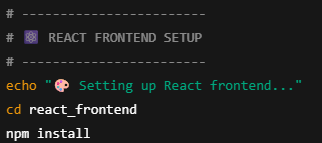 # -------------------------
# ⚛️ REACT FRONTEND SETUP
# -------------------------
echo "🎨 Setting up React frontend..."
cd react_frontend
npm install